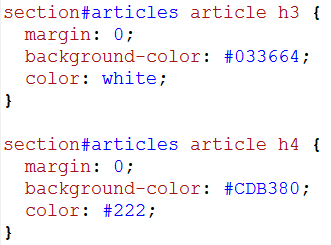 section#articles article h3 {
  margin: 0;
  background-color: #033664;
  color: white;
}

section#articles article h4 {
  margin: 0;
  background-color: #CDB380;
  color: #222;
}